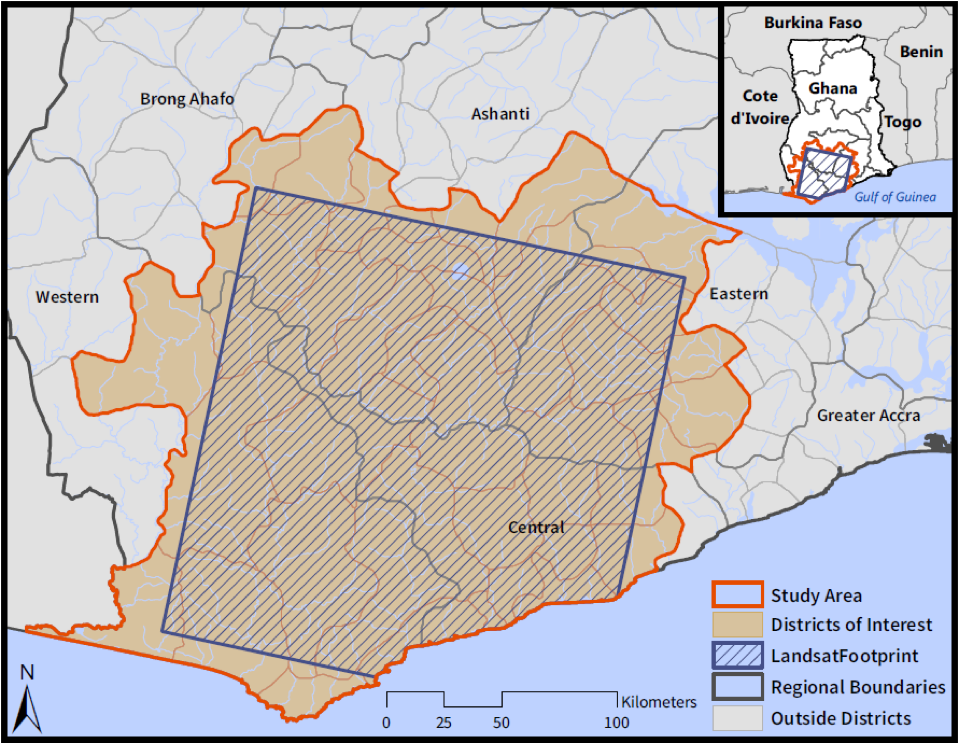 Burkina Faso
Benin
Ghana
Cote
d'Ivoire
Togo
Gulf of Guinea
Brong Ahafo
Ashanti
Western
Eastern
Greater Accra
Central
Study Area
Districts of Interest
LandsatFootprint
Regional Boundaries
Outside Districts
N
Kilometers
0 25 50 100